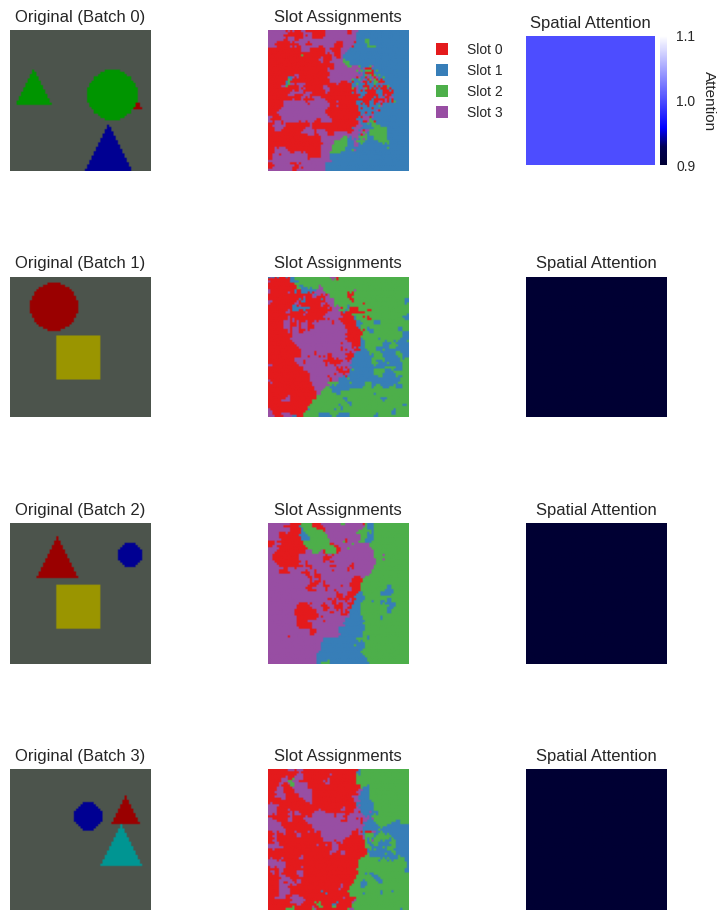 Original (Batch 0)
Slot Assignments
Slot 0
Slot 1
Slot 2
Slot 3
Spatial Attention
1.1
1.0
0.9
Attention
Original (Batch 1)
Slot Assignments
Spatial Attention
Original (Batch 2)
Slot Assignments
Spatial Attention
Original (Batch 3)
Slot Assignments
Spatial Attention